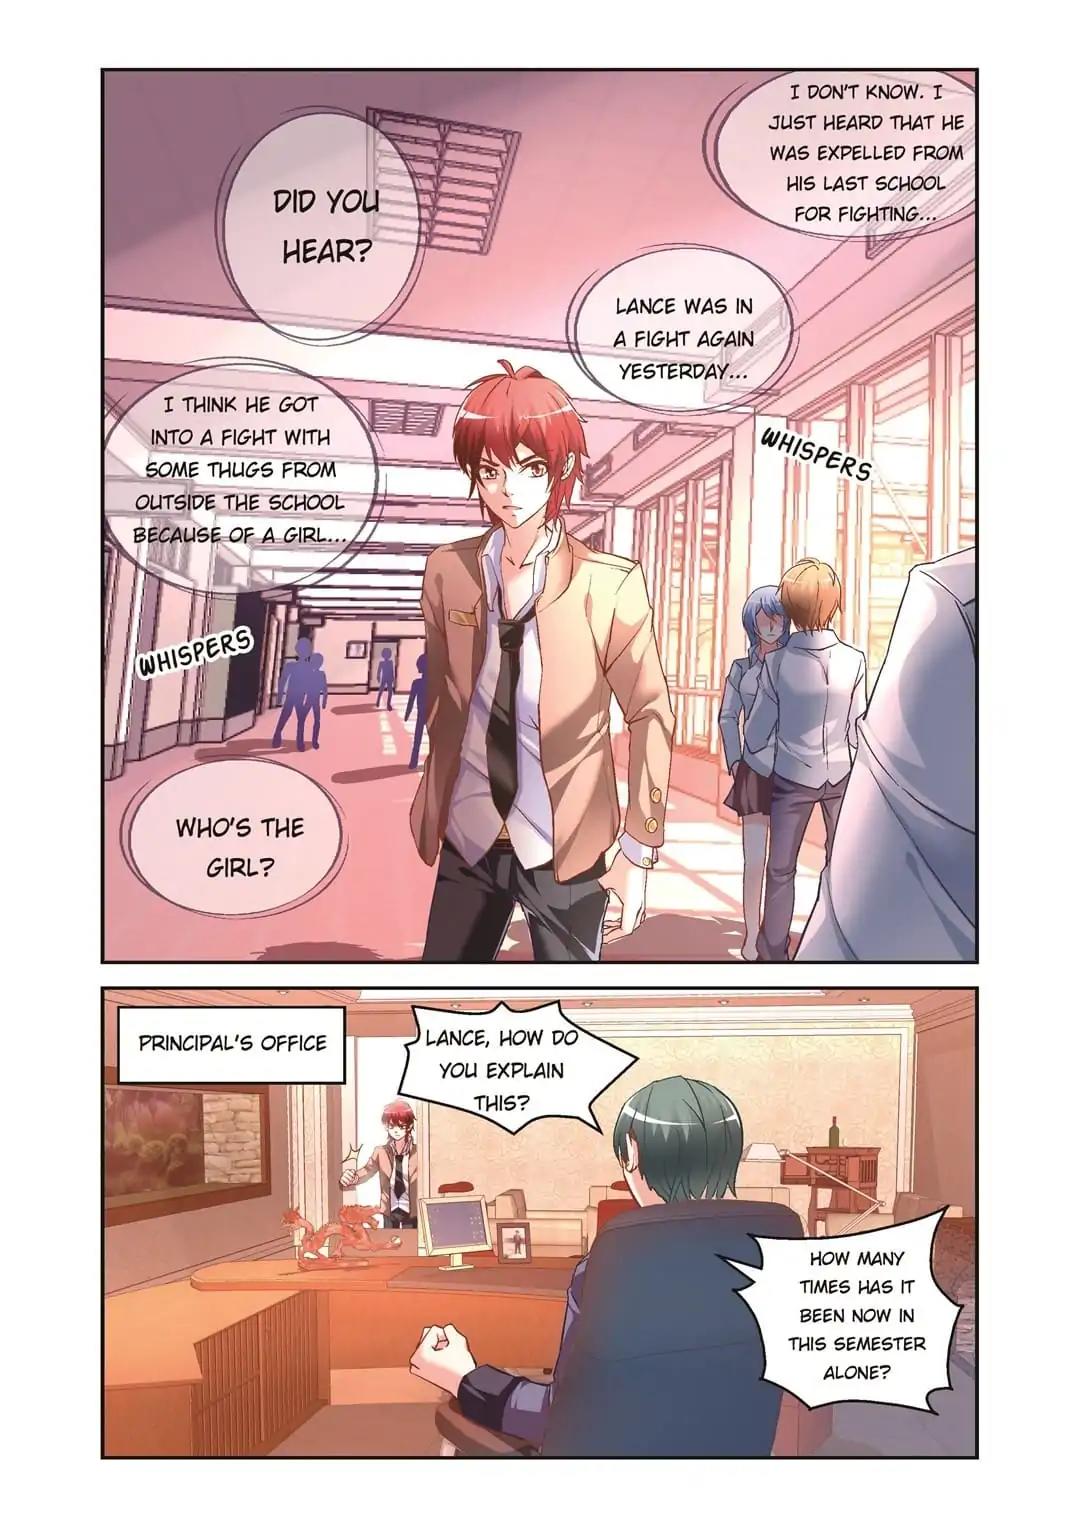 DID YOU
HEAR?
I DON'T KNOW. I
JUST HEARD THAT HE
WAS EXPELLED FROM
HIS LAST SCHOOL
FOR FIGHTING...
LANCE WAS IN
A FIGHT AGAIN
YESTERDAY...
I THINK HE GOT
INTO A FIGHT WITH
SOME THUGS FROM
OUTSIDE THE SCHOOL
BECAUSE OF A GIRL...
WHISPERS
WHISPERS
WHO'S THE
GIRL?
PRINCIPAL'S OFFICE
LANCE, HOW DO
YOU EXPLAIN
THIS?
HOW MANY
TIMES HAS IT
BEEN NOW IN
THIS SEMESTER
ALONE?